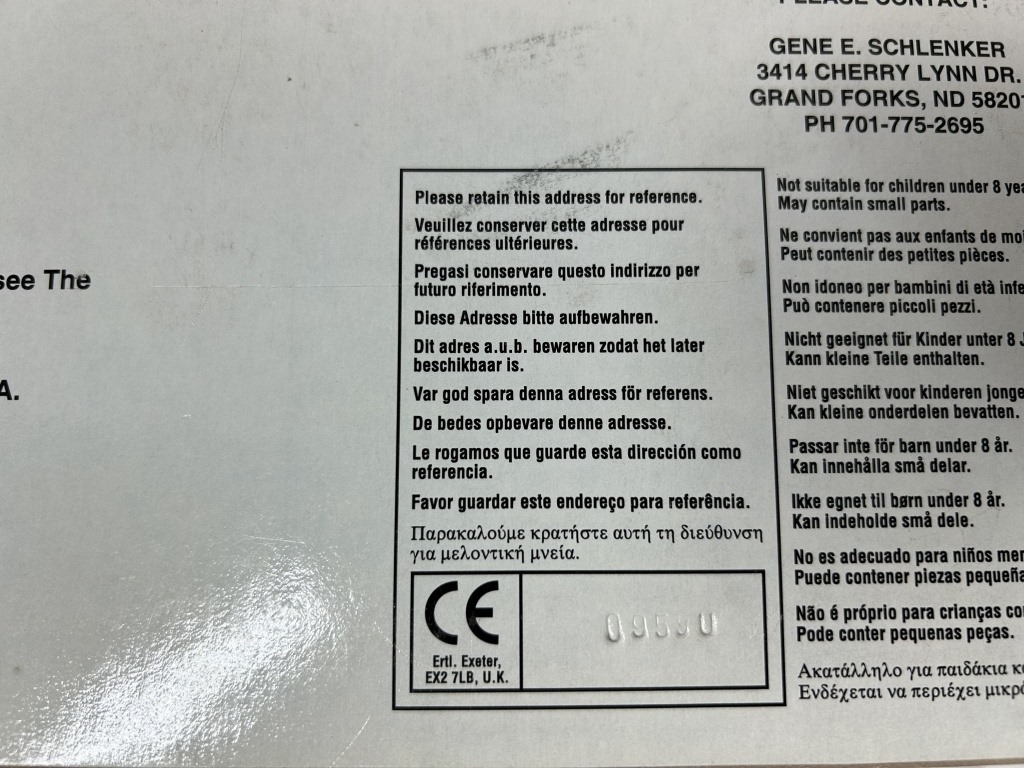 PLEASE CONTACT:
GENE E. SCHLENKER
3414 CHERRY LYNN DR.
GRAND FORKS, ND 58201
PH 701-775-2695
see The
A.
Please retain this address for reference.
Veuillez conserver cette adresse pour
références ultérieures.
Pregasi conservare questo indirizzo per
futuro riferimento.
Diese Adresse bitte aufbewahren.
Dit adres a.u.b. bewaren zodat het later
beschikbaar is.
Var god spara denna adress för referens.
De bedes opbevare denne adresse.
Le rogamos que guarde esta dirección como
referencia.
Favor guardar este endereço para referência.
Παρακαλούμε κρατήστε αυτή τη διεύθυνση
για μελοντική μνεία.
CE
Ertl. Exeter,
EX2 7LB, U.K.
Not suitable for children under 8
May contain small parts.
Ne convient pas aux enfants de
Peut contenir des petites pièces.
Non idoneo per bambini di età
Può contenere piccoli pezzi.
Nicht geeignet für Kinder unter 8
Kann kleine Teile enthalten.
Niet geschikt voor kinderen
Kan kleine onderdelen bevatten.
Passar inte för barn under 8 år.
Kan innehålla små delar.
Ikke egnet til børn under 8 år.
Kan indeholde små dele.
No es adecuado para niños
Puede contener piezas
Não é próprio para crianças
Pode conter pequenas peças.
Ακατάλληλο για παιδάκια
Ενδέχεται να περιέχει